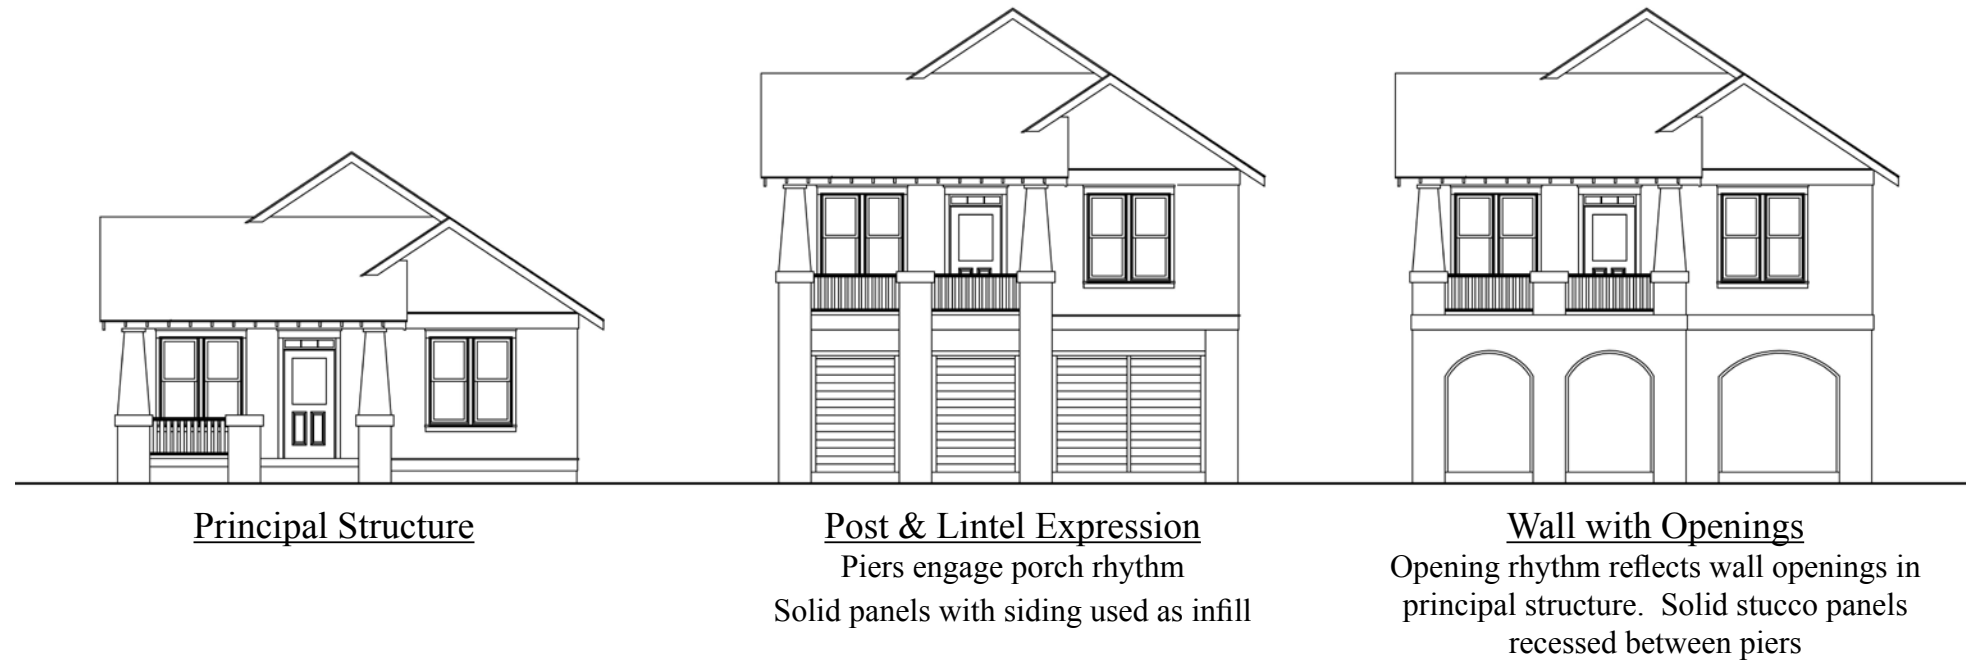 Principal Structure
Post & Lintel Expression
Piers engage porch rhythm
Solid panels with siding used as infill
Wall with Openings
Opening rhythm reflects wall openings in
principal structure.  Solid stucco panels
recessed between piers